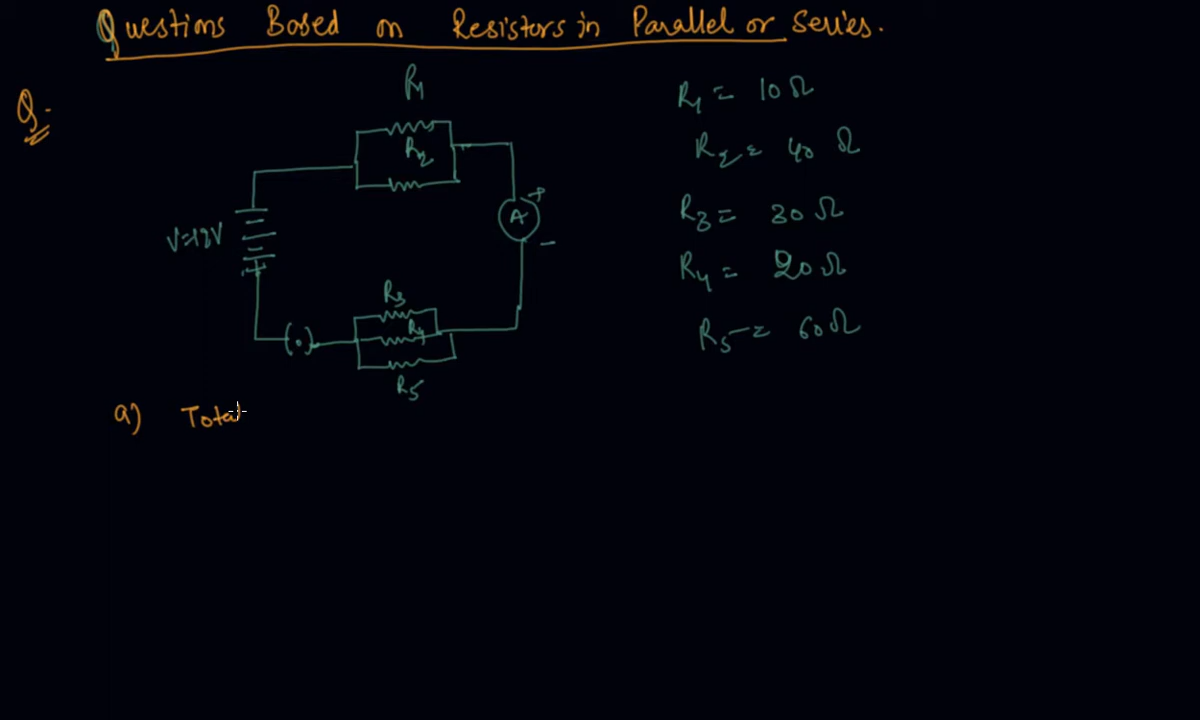 Questions Based on Resistors in Parallel or Series.
Q.
R1
R2
V=12V
A
+
-
+
R3
R4
R5
(.)
R1 = 10 Ω
R2 = 40 Ω
R3 = 30 Ω
R4 = 20 Ω
R5 = 60 Ω
a) Total